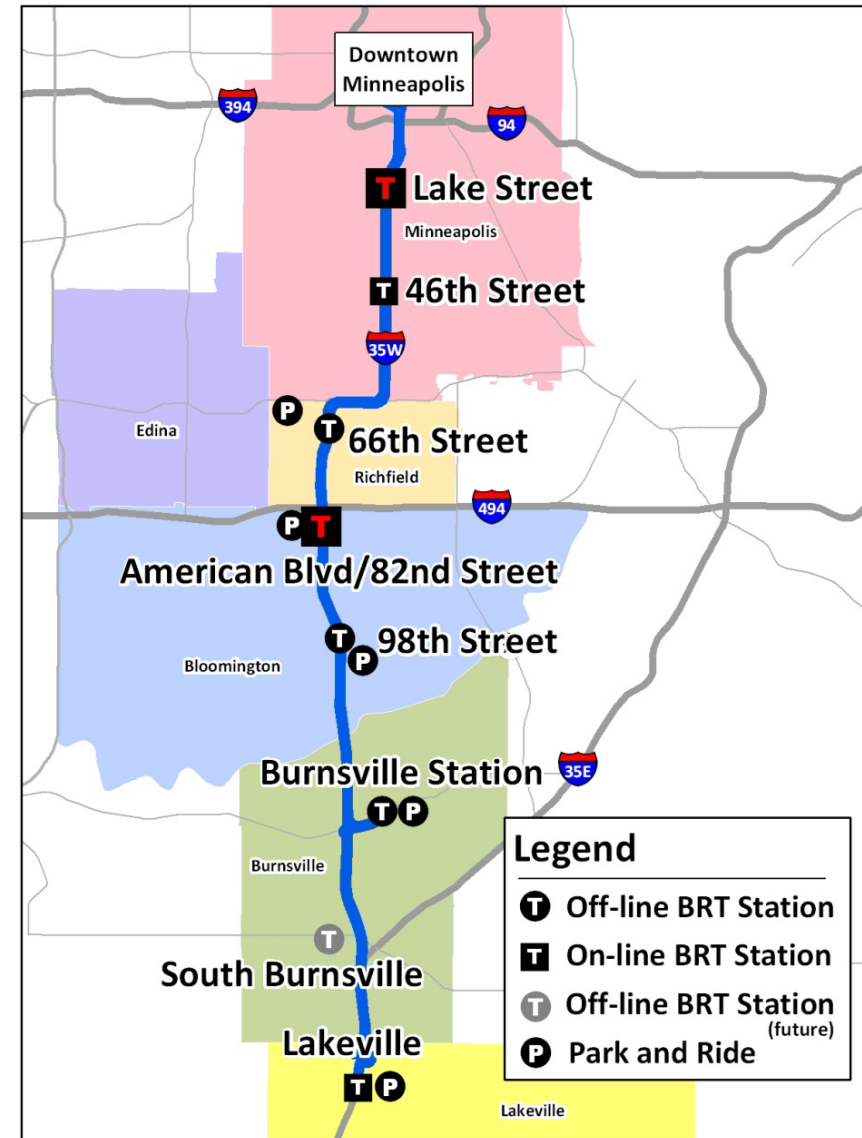 Downtown
Minneapolis
394
94
T
Lake Street
Minneapolis
T
46th Street
35W
P
T
66th Street
Edina
Richfield
494
P
T
American Blvd/82nd Street
T
98th Street
P
Bloomington
Burnsville Station
35E
T
P
Burnsville
T
South Burnsville
Lakeville
T
P
Lakeville
Legend
T Off-line BRT Station
T On-line BRT Station
T Off-line BRT Station
(future)
P Park and Ride